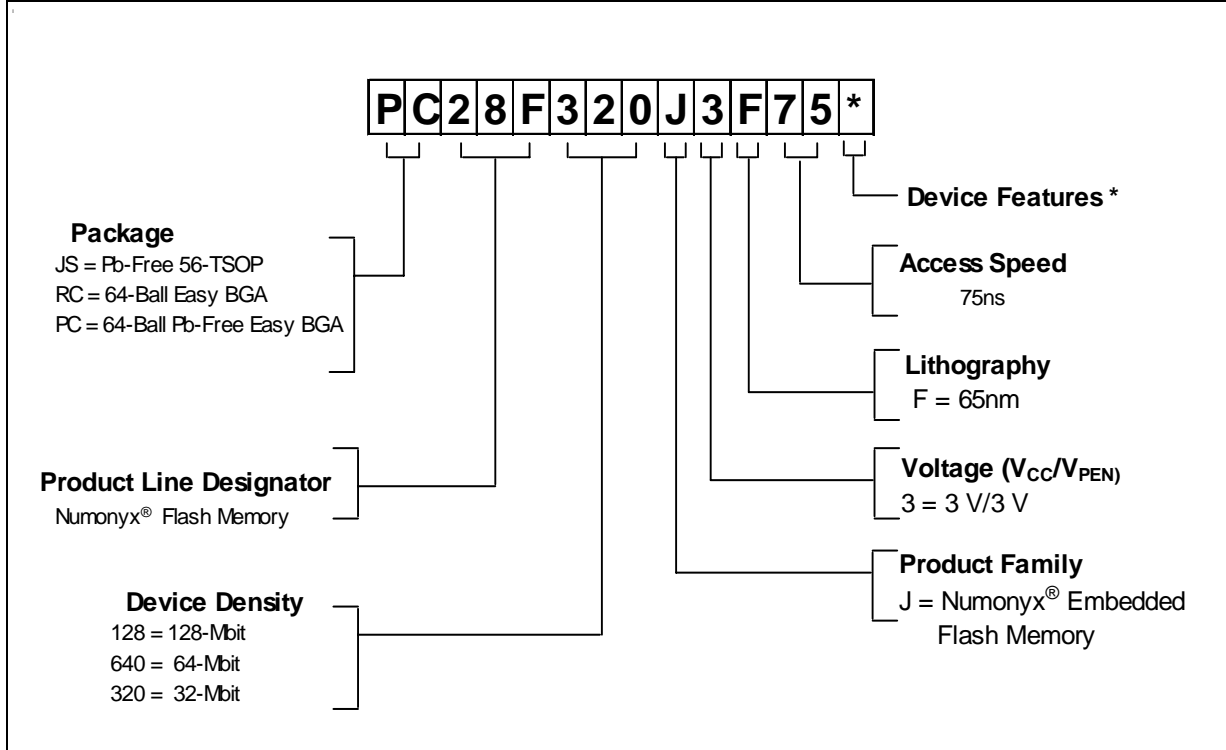 PC28F320J3F75*
Device Features *
Package
JS = Pb-Free 56-TSOP
RC = 64-Ball Easy BGA
PC = 64-Ball Pb-Free Easy BGA
Access Speed
75ns
Lithography
F = 65nm
Product Line Designator
Numonyx® Flash Memory
Voltage (VCC/VPEN)
3 = 3 V/3 V
Product Family
J = Numonyx® Embedded
Flash Memory
Device Density
128 = 128-Mbit
640 = 64-Mbit
320 = 32-Mbit